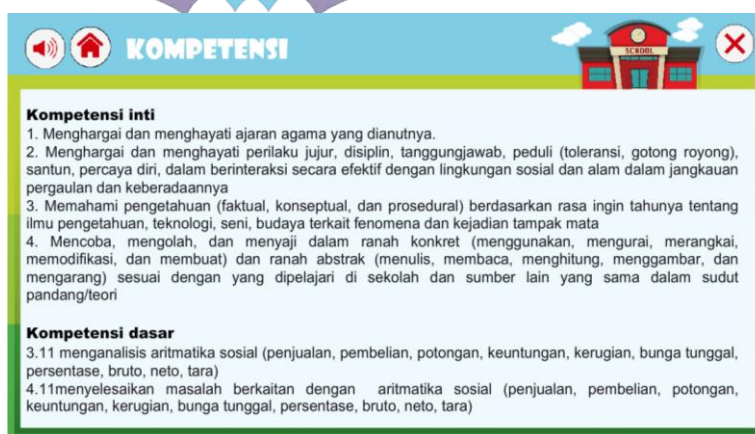 KOMPETENSI
SCHOOL
Kompetensi inti
1. Menghargai dan menghayati ajaran agama yang dianutnya.
2. Menghargai dan menghayati perilaku jujur, disiplin, tanggungjawab, peduli (toleransi, gotong royong),
santun, percaya diri, dalam berinteraksi secara efektif dengan lingkungan sosial dan alam dalam jangkauan
pergaulan dan keberadaannya
3. Memahami pengetahuan (faktual, konseptual, dan prosedural) berdasarkan rasa ingin tahunya tentang
ilmu pengetahuan, teknologi, seni, budaya terkait fenomena dan kejadian tampak mata
4. Mencoba, mengolah, dan menyaji dalam ranah konkret (menggunakan, mengurai, merangkai,
memodifikasi, dan membuat) dan ranah abstrak (menulis, membaca, menghitung, menggambar, dan
mengarang) sesuai dengan yang dipelajari di sekolah dan sumber lain yang sama dalam sudut
pandang/teori
Kompetensi dasar
3.11 menganalisis aritmatika sosial (penjualan, pembelian, potongan, keuntungan, kerugian, bunga tunggal,
persentase, bruto, neto, tara)
4.11menyelesaikan masalah berkaitan dengan aritmatika sosial (penjualan, pembelian, potongan,
keuntungan, kerugian, bunga tunggal, persentase, bruto, neto, tara)